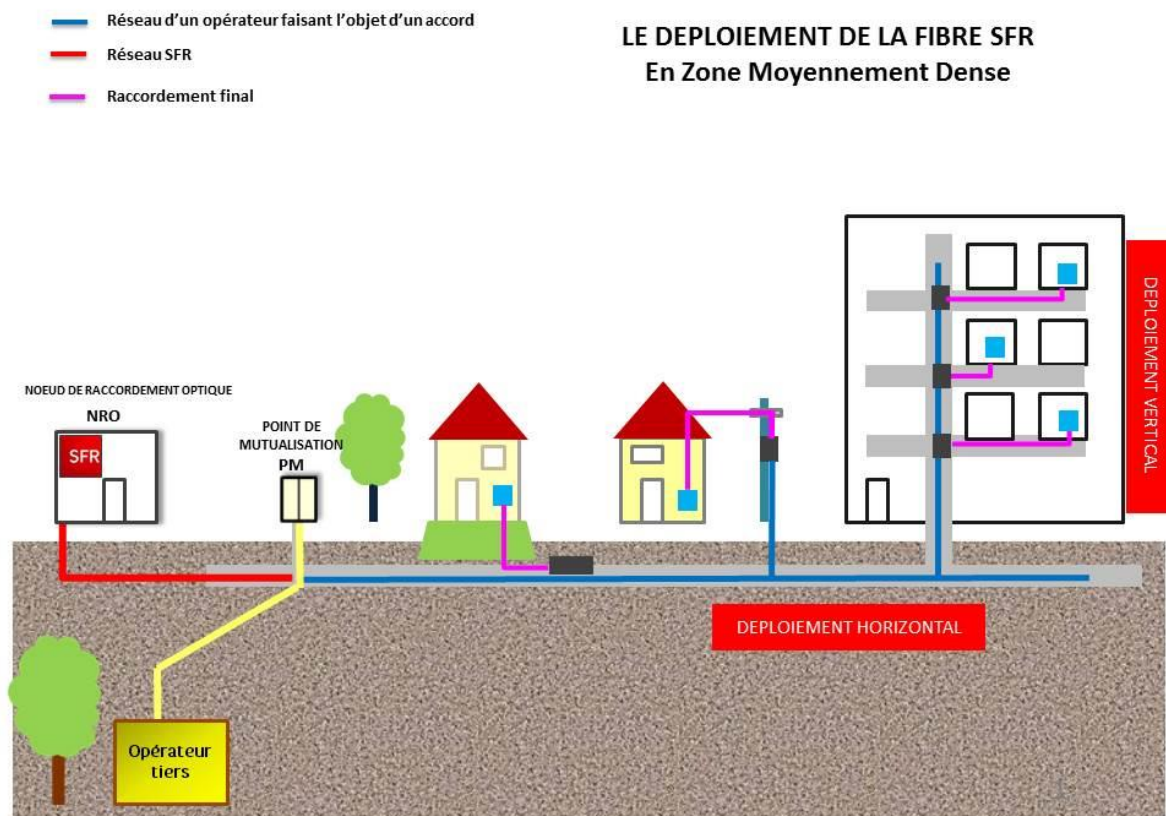 Réseau d'un opérateur faisant l'objet d'un accord
Réseau SFR
Raccordement final
LE DEPLOIEMENT DE LA FIBRE SFR
En Zone Moyennement Dense
NOEUD DE RACCORDEMENT OPTIQUE
NRO
SFR
POINT DE
MUTUALISATION
PM
DEPLOIEMENT VERTICAL
DEPLOIEMENT HORIZONTAL
Opérateur
tiers